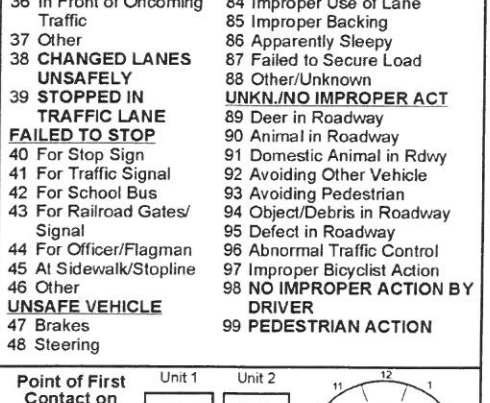 36 In Front of Oncoming
Traffic
37 Other
38 CHANGED LANES
UNSAFELY
39 STOPPED IN
TRAFFIC LANE
FAILED TO STOP
40 For Stop Sign
41 For Traffic Signal
42 For School Bus
43 For Railroad Gates/
Signal
44 For Officer/Flagman
45 At Sidewalk/Stopline
46 Other
UNSAFE VEHICLE
47 Brakes
48 Steering
84 Improper Use of Lane
85 Improper Backing
86 Apparently Sleepy
87 Failed to Secure Load
88 Other/Unknown
UNKN./NO IMPROPER ACT
89 Deer in Roadway
90 Animal in Roadway
91 Domestic Animal in Rdwy
92 Avoiding Other Vehicle
93 Avoiding Pedestrian
94 Object/Debris in Roadway
95 Defect in Roadway
96 Abnormal Traffic Control
97 Improper Bicyclist Action
98 NO IMPROPER ACTION BY
DRIVER
99 PEDESTRIAN ACTION
Point of First
Contact on
Unit 1
Unit 2
11
12
1